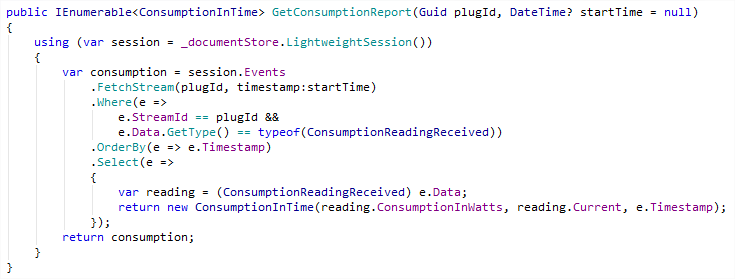 public IEnumerable<ConsumptionInTime> GetConsumptionReport(Guid plugId, DateTime? startTime = null)
{
    using (var session = _documentStore.LightweightSession())
    {
        var consumption = session.Events
            .FetchStream(plugId, timestamp:startTime)
            .Where(e =>
                e.StreamId == plugId &&
                e.Data.GetType() == typeof(ConsumptionReadingReceived))
            .OrderBy(e => e.Timestamp)
            .Select(e =>
            {
                var reading = (ConsumptionReadingReceived) e.Data;
                return new ConsumptionInTime(reading.ConsumptionInWatts, reading.Current, e.Timestamp);
            });
        return consumption;
    }
}